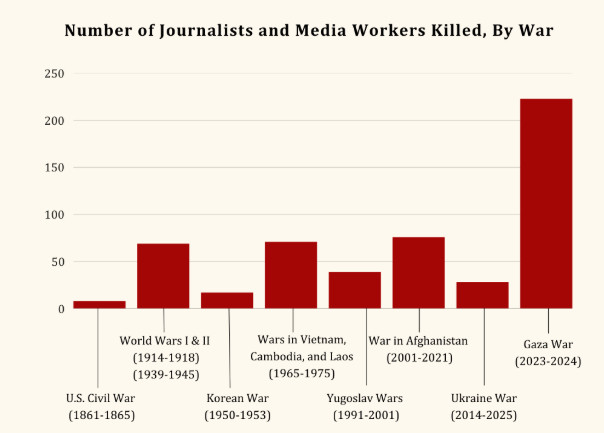 Number of Journalists and Media Workers Killed, By War
250
200
150
100
50
0
World Wars I & II
(1914-1918)
(1939-1945)
Wars in Vietnam,
Cambodia, and Laos
(1965-1975)
War in Afghanistan
(2001-2021)
Gaza War
(2023-2024)
U.S. Civil War
(1861-1865)
Korean War
(1950-1953)
Yugoslav Wars
(1991-2001)
Ukraine War
(2014-2025)